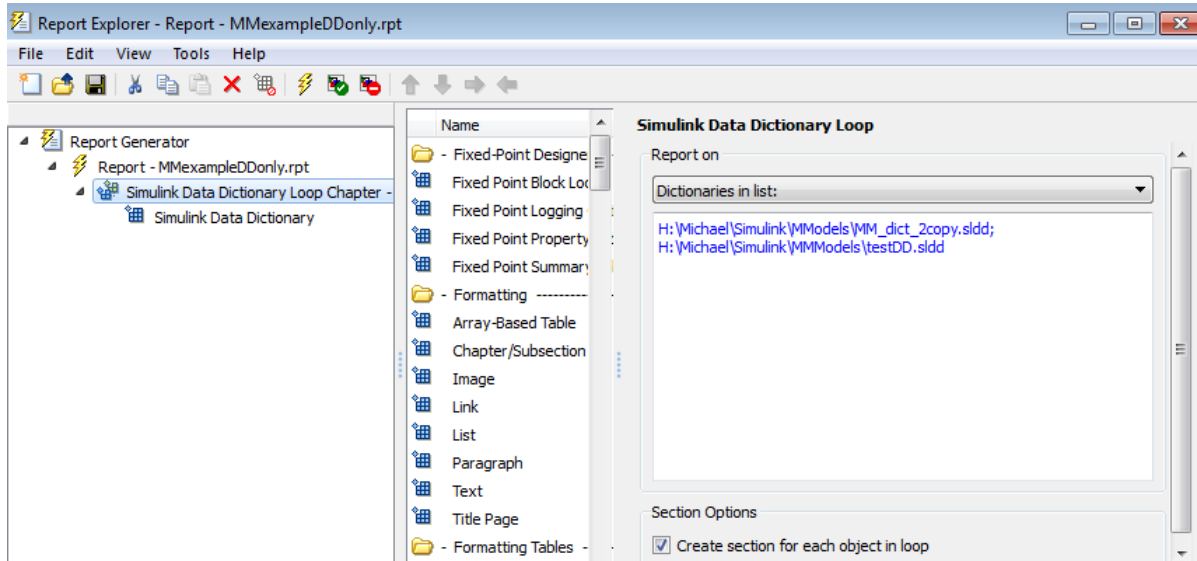 Report Explorer - Report - MMexampleDDonly.rpt
File Edit View Tools Help
Report Generator
Report - MMexampleDDonly.rpt
Simulink Data Dictionary Loop Chapter -
Simulink Data Dictionary
Name
- Fixed-Point Designe
Fixed Point Block Loo
Fixed Point Logging
Fixed Point Property
Fixed Point Summary
- Formatting ----------
Array-Based Table
Chapter/Subsection
Image
Link
List
Paragraph
Text
Title Page
- Formatting Tables -
Simulink Data Dictionary Loop
Report on
Dictionaries in list:
H:\Michael\Simulink\MModels\MM_dict_2copy.sldd;
H:\Michael\Simulink\MMModels\testDD.sldd
Section Options
Create section for each object in loop